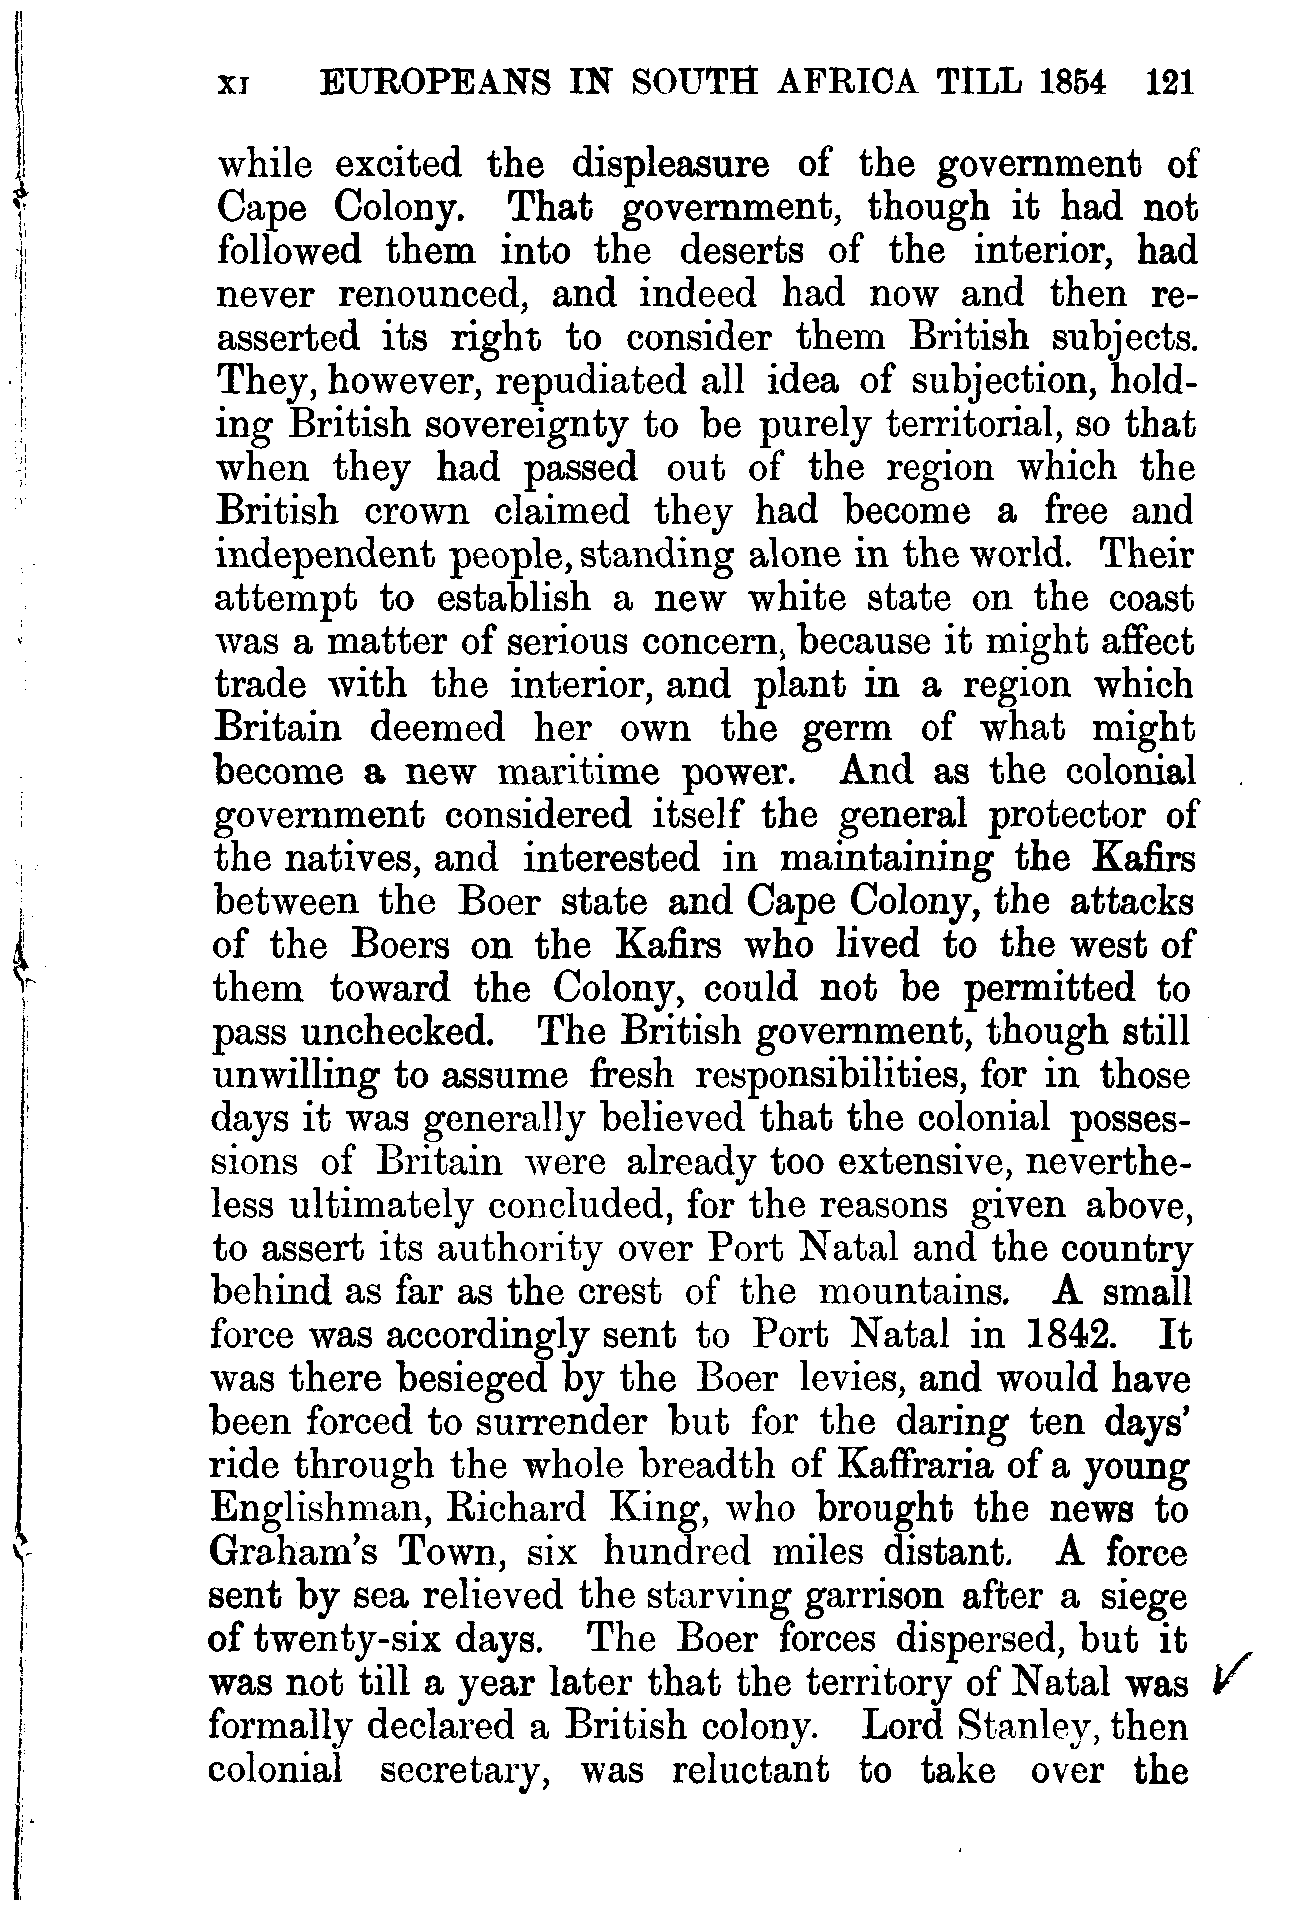 XI EUROPEANS IN SOUTH AFRICA TILL 1854 121
while excited the displeasure of the government of
Cape Colony. That government, though it had not
followed them into the deserts of the interior, had
never renounced, and indeed had now and then re-
asserted its right to consider them British subjects.
They, however, repudiated all idea of subjection, hold-
ing British sovereignty to be purely territorial, so that
when they had passed out of the region which the
British crown claimed they had become a free and
independent people, standing alone in the world. Their
attempt to establish a new white state on the coast
was a matter of serious concern, because it might affect
trade with the interior, and plant in a region which
Britain deemed her own the germ of what might
become a new maritime power. And as the colonial
government considered itself the general protector of
the natives, and interested in maintaining the Kafirs
between the Boer state and Cape Colony, the attacks
of the Boers on the Kafirs who lived to the west of
them toward the Colony, could not be permitted to
pass unchecked. The British government, though still
unwilling to assume fresh responsibilities, for in those
days it was generally believed that the colonial posses-
sions of Britain were already too extensive, neverthe-
less ultimately concluded, for the reasons given above,
to assert its authority over Port Natal and the country
behind as far as the crest of the mountains. A small
force was accordingly sent to Port Natal in 1842. It
was there besieged by the Boer levies, and would have
been forced to surrender but for the daring ten days'
ride through the whole breadth of Kaffraria of a young
Englishman, Richard King, who brought the news to
Graham's Town, six hundred miles distant. A force
sent by sea relieved the starving garrison after a siege
of twenty-six days. The Boer forces dispersed, but it
was not till a year later that the territory of Natal was
formally declared a British colony. Lord Stanley, then
colonial secretary, was reluctant to take over the